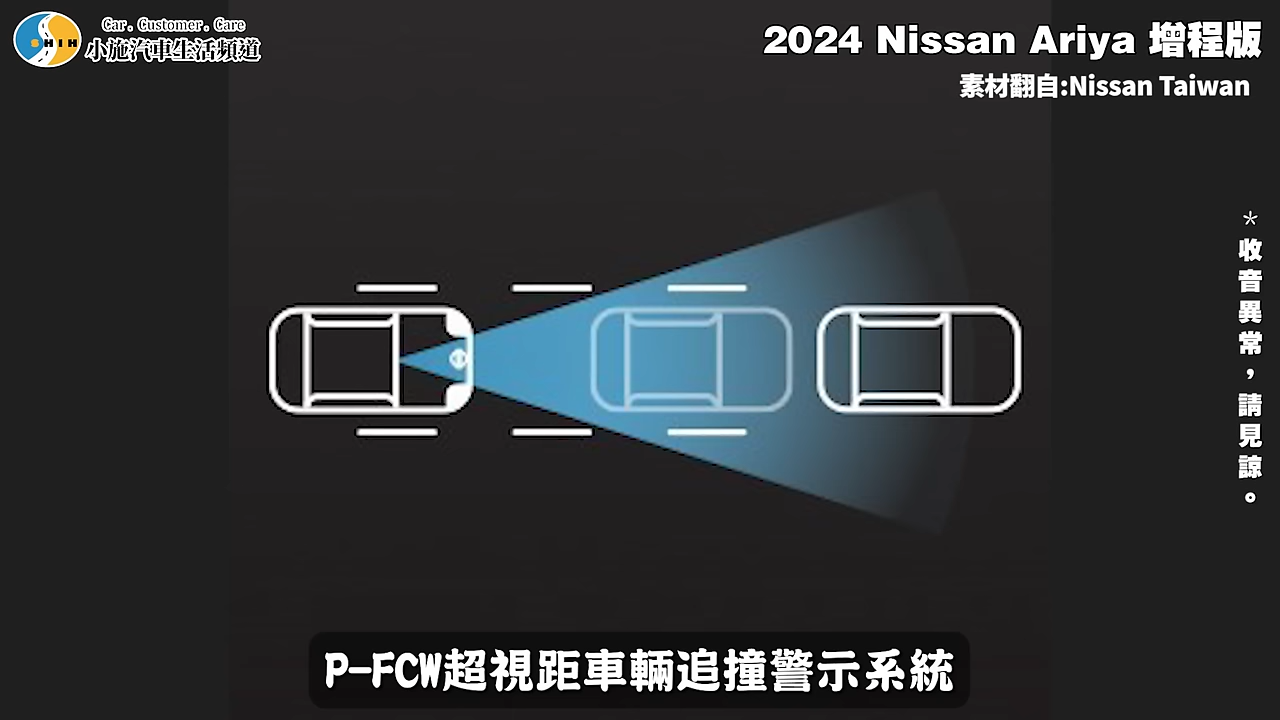 Car. Customer. Care
SHIH
小施汽車生活頻道
2024 Nissan Ariya 增程版
素材翻自:Nissan Taiwan
＊收音異常，請見諒。
P-FCW超視距車輛追撞警示系統